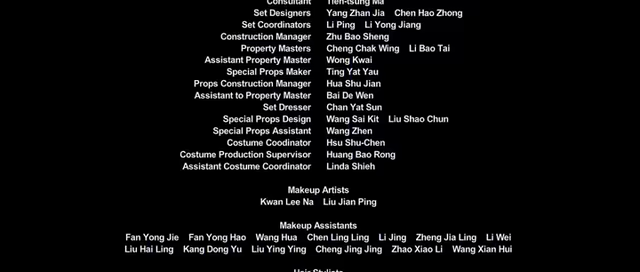 Consultant Tien-tsung Ma
Set Designers Yang Zhan Jia Chen Hao Zhong
Set Coordinators Li Ping Li Yong Jiang
Construction Manager Zhu Bao Sheng
Property Masters Cheng Chak Wing Li Bao Tai
Assistant Property Master Wong Kwai
Special Props Maker Ting Yat Yau
Props Construction Manager Hua Shu Jian
Assistant to Property Master Bai De Wen
Set Dresser Chan Yat Sun
Special Props Design Wang Sai Kit Liu Shao Chun
Special Props Assistant Wang Zhen
Costume Coodinator Hsu Shu-Chen
Costume Production Supervisor Huang Bao Rong
Assistant Costume Coordinator Linda Shieh
Makeup Artists
Kwan Lee Na Liu Jian Ping
Makeup Assistants
Fan Yong Jie Fan Yong Hao Wang Hua Chen Ling Ling Li Jing Zheng Jia Ling Li Wei
Liu Hai Ling Kang Dong Yu Liu Ying Ying Cheng Jing Jing Zhao Xiao Li Wang Xian Hui
Hair Stylists